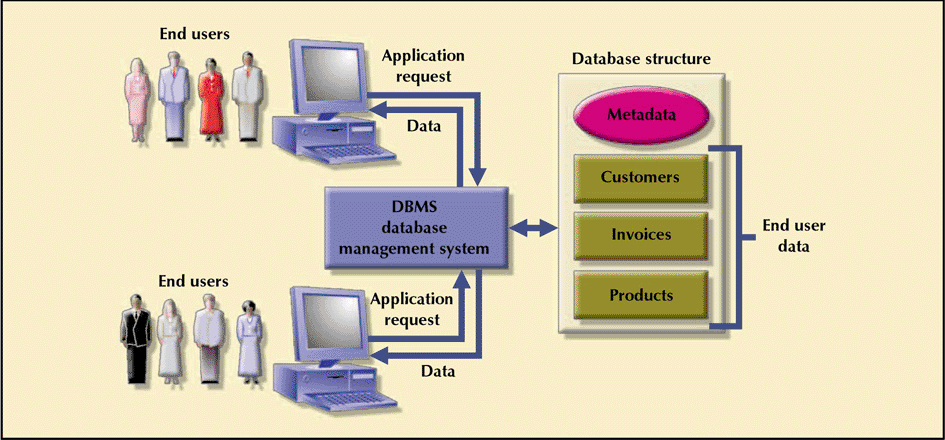 End users
Application
request
Data
Database structure
Metadata
Customers
Invoices
Products
End user
data
DBMS
database
management system
End users
Application
request
Data